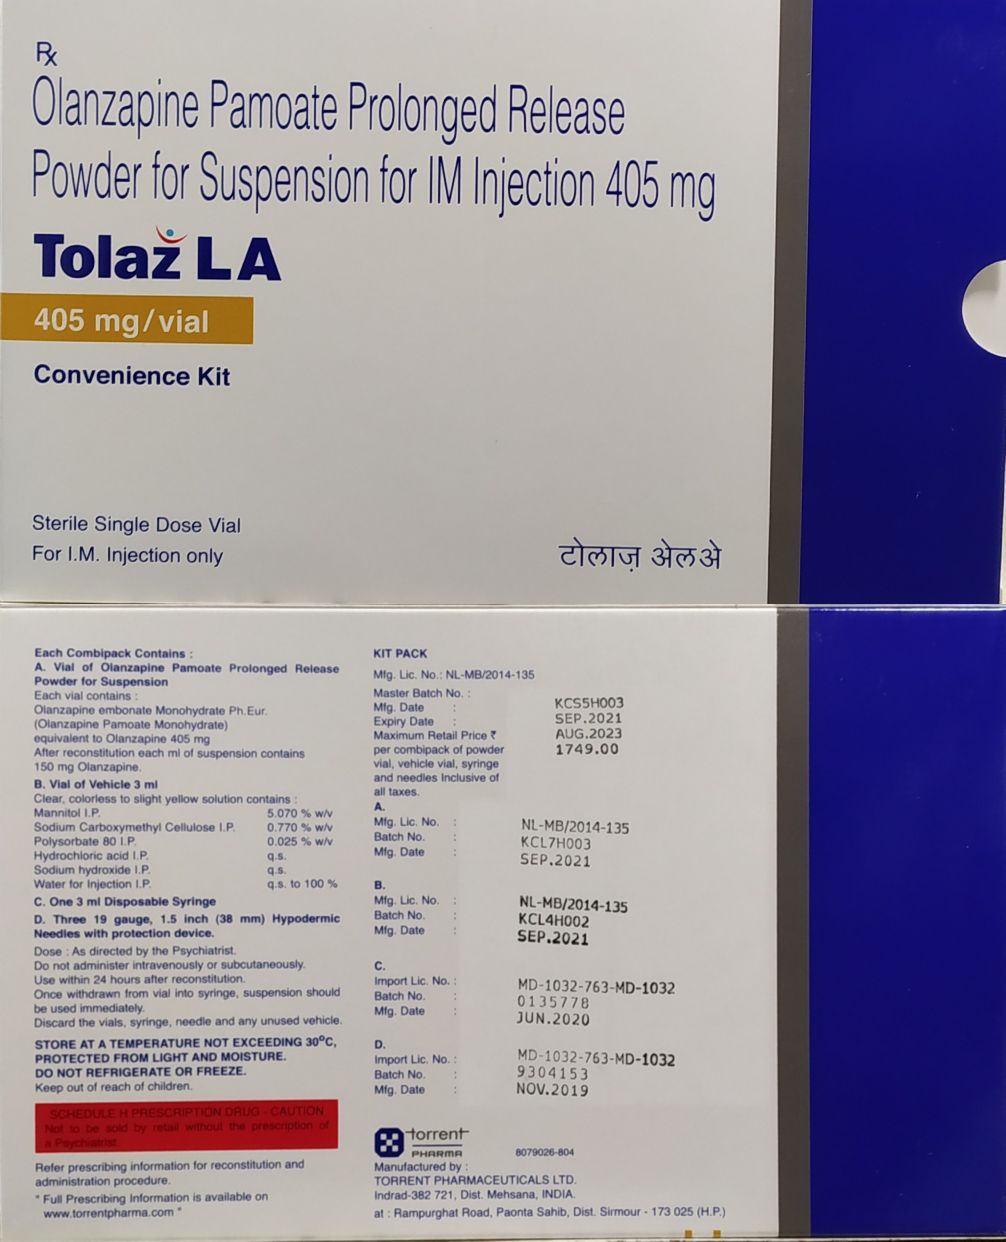 Rx
Olanzapine Pamoate Prolonged Release
Powder for Suspension for IM Injection 405 mg
Tolaz LA
405 mg/vial
Convenience Kit
Sterile Single Dose Vial
For I.M. Injection only
टोलाज़ अेलअे
Each Combipack Contains :
A. Vial of Olanzapine Pamoate Prolonged Release
Powder for Suspension
Each vial contains :
Olanzapine embonate Monohydrate Ph.Eur.
(Olanzapine Pamoate Monohydrate)
equivalent to Olanzapine 405 mg
After reconstitution each ml of suspension contains
150 mg Olanzapine.
B. Vial of Vehicle 3 ml
Clear, colorless to slight yellow solution contains :
Mannitol I.P. 5.070 % w/v
Sodium Carboxymethyl Cellulose I.P. 0.770 % w/v
Polysorbate 80 I.P. 0.025 % w/v
Hydrochloric acid I.P. q.s.
Sodium hydroxide I.P. q.s.
Water for Injection I.P. q.s. to 100 %
C. One 3 ml Disposable Syringe
D. Three 19 gauge, 1.5 inch (38 mm) Hypodermic
Needles with protection device.
Dose : As directed by the Psychiatrist.
Do not administer intravenously or subcutaneously.
Use within 24 hours after reconstitution.
Once withdrawn from vial into syringe, suspension should
be used immediately.
Discard the vials, syringe, needle and any unused vehicle.
STORE AT A TEMPERATURE NOT EXCEEDING 30°C,
PROTECTED FROM LIGHT AND MOISTURE.
DO NOT REFRIGERATE OR FREEZE.
Keep out of reach of children.
SCHEDULE H PRESCRIPTION DRUG - CAUTION
Not to be sold by retail without the prescription of
a Psychiatrist.
Refer prescribing information for reconstitution and
administration procedure.
* Full Prescribing Information is available on
www.torrentpharma.com *
KIT PACK
Mfg. Lic. No.: NL-MB/2014-135
Master Batch No. : KCS5H003
Mfg. Date : SEP.2021
Expiry Date : AUG.2023
Maximum Retail Price ₹ 1749.00
per combipack of powder
vial, vehicle vial, syringe
and needles Inclusive of
all taxes.
A.
Mfg. Lic. No. : NL-MB/2014-135
Batch No. : KCL7H003
Mfg. Date : SEP.2021
B.
Mfg. Lic. No. : NL-MB/2014-135
Batch No. : KCL4H002
Mfg. Date : SEP.2021
C.
Import Lic. No. : MD-1032-763-MD-1032
Batch No. : 0135778
Mfg. Date : JUN.2020
D.
Import Lic. No. : MD-1032-763-MD-1032
Batch No. : 9304153
Mfg. Date : NOV.2019
torrent
PHARMA
8079026-804
Manufactured by :
TORRENT PHARMACEUTICALS LTD.
Indrad-382 721, Dist. Mehsana, INDIA.
at : Rampurghat Road, Paonta Sahib, Dist. Sirmour - 173 025 (H.P.)